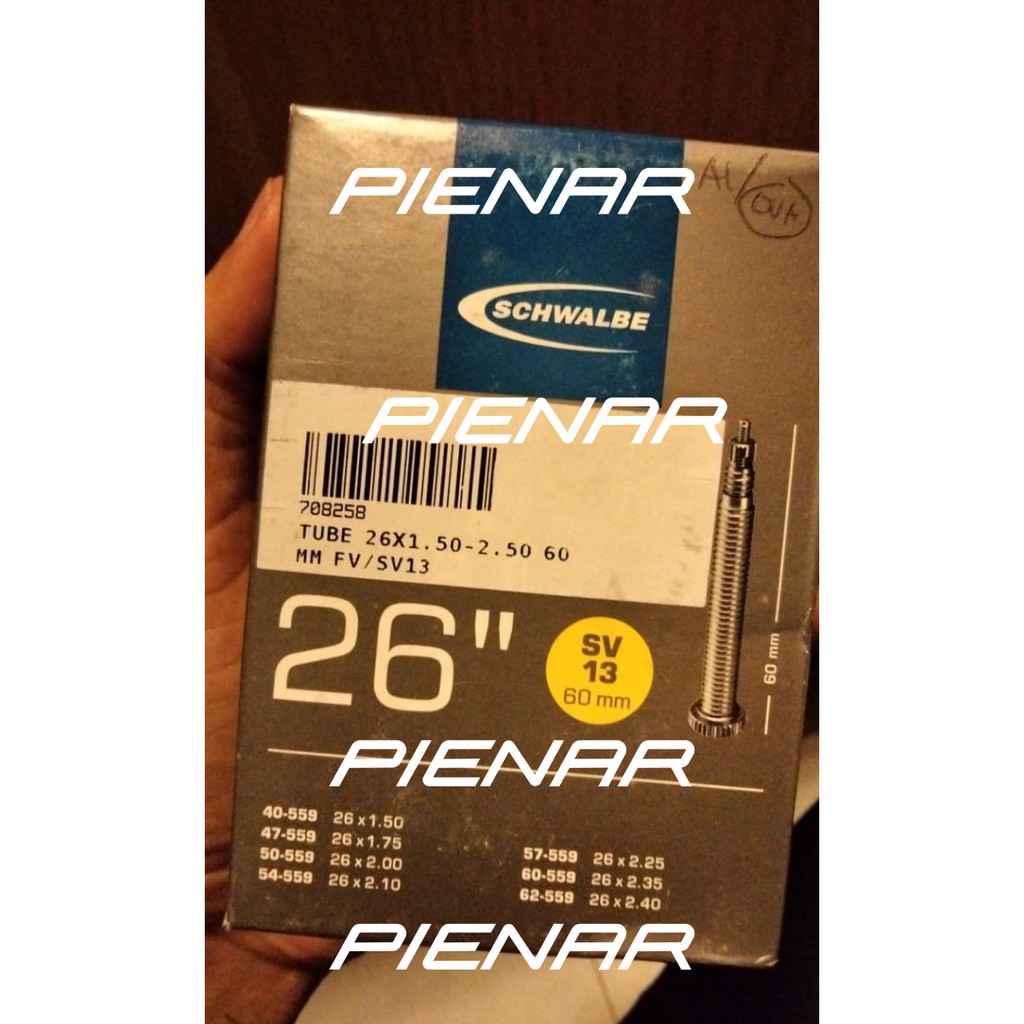 PIENAR
A1/OVK
SCHWALBE
PIENAR
708258
TUBE 26X1.50-2.50 60
MM FV/SV13
26"
SV
13
60 mm
60 mm
PIENAR
40-559 26 x 1.50
47-559 26 x 1.75
50-559 26 x 2.00
54-559 26 x 2.10
57-559 26 x 2.25
60-559 26 x 2.35
62-559 26 x 2.40
PIENAR